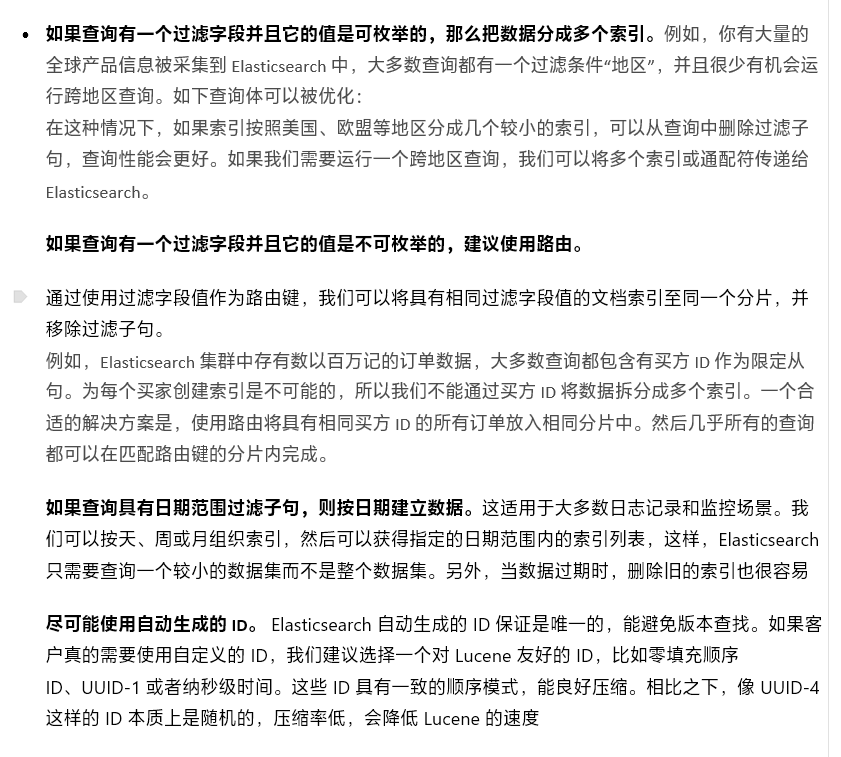 如果查询有一个过滤字段并且它的值是可枚举的，那么把数据分成多个索引。例如，你有大量的
全球产品信息被采集到 Elasticsearch 中，大多数查询都有一个过滤条件“地区”，并且很少有机会运
行跨地区查询。如下查询体可以被优化：
在这种情况下，如果索引按照美国、欧盟等地区分成几个较小的索引，可以从查询中删除过滤子
句，查询性能会更好。如果我们需要运行一个跨地区查询，我们可以将多个索引或通配符传递给
Elasticsearch。
如果查询有一个过滤字段并且它的值是不可枚举的，建议使用路由。
通过使用过滤字段值作为路由键，我们可以将具有相同过滤字段值的文档索引至同一个分片，并
移除过滤子句。
例如，Elasticsearch 集群中存有数以百万记的订单数据，大多数查询都包含有买方 ID 作为限定从
句。为每个买家创建索引是不可能的，所以我们不能通过买方 ID 将数据拆分成多个索引。一个合
适的解决方案是，使用路由将具有相同买方 ID 的所有订单放入相同分片中。然后几乎所有的查询
都可以在匹配路由键的分片内完成。
如果查询具有日期范围过滤子句，则按日期建立数据。这适用于大多数日志记录和监控场景。我
们可以按天、周或月组织索引，然后可以获得指定的日期范围内的索引列表，这样，Elasticsearch
只需要查询一个较小的数据集而不是整个数据集。另外，当数据过期时，删除旧的索引也很容易
尽可能使用自动生成的 ID。 Elasticsearch 自动生成的 ID 保证是唯一的，能避免版本查找。如果客
户真的需要使用自定义的 ID，我们建议选择一个对 Lucene 友好的 ID，比如零填充顺序
ID、UUID-1 或者纳秒级时间。这些 ID 具有一致的顺序模式，能良好压缩。相比之下，像 UUID-4
这样的 ID 本质上是随机的，压缩率低，会降低 Lucene 的速度